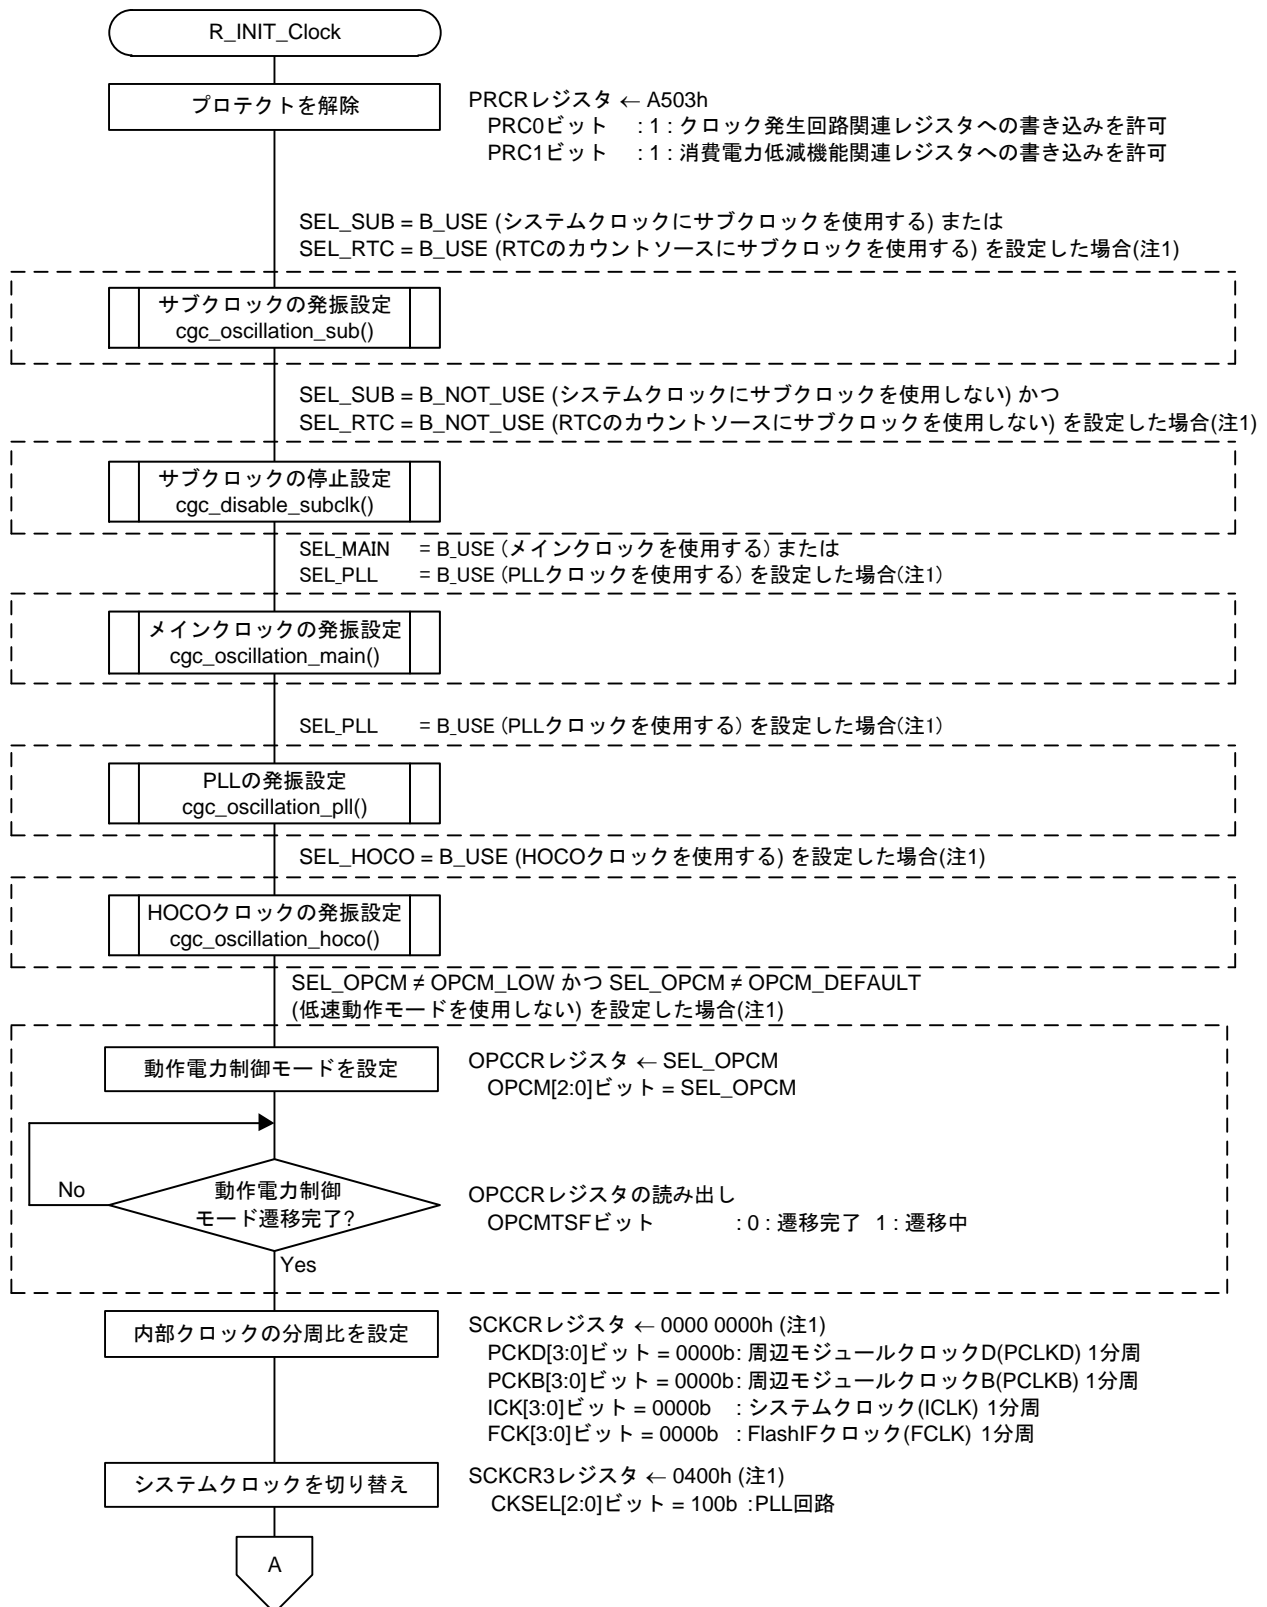 R_INIT_Clock
プロテクトを解除
PRCRレジスタ ← A503h
PRC0ビット : 1 : クロック発生回路関連レジスタへの書き込みを許可
PRC1ビット : 1 : 消費電力低減機能関連レジスタへの書き込みを許可
SEL_SUB = B_USE (システムクロックにサブクロックを使用する) または
SEL_RTC = B_USE (RTCのカウントソースにサブクロックを使用する) を設定した場合(注1)
サブクロックの発振設定
cgc_oscillation_sub()
SEL_SUB = B_NOT_USE (システムクロックにサブクロックを使用しない) かつ
SEL_RTC = B_NOT_USE (RTCのカウントソースにサブクロックを使用しない) を設定した場合(注1)
サブクロックの停止設定
cgc_disable_subclk()
SEL_MAIN = B_USE (メインクロックを使用する) または
SEL_PLL = B_USE (PLLクロックを使用する) を設定した場合(注1)
メインクロックの発振設定
cgc_oscillation_main()
SEL_PLL = B_USE (PLLクロックを使用する) を設定した場合(注1)
PLLの発振設定
cgc_oscillation_pll()
SEL_HOCO = B_USE (HOCOクロックを使用する) を設定した場合(注1)
HOCOクロックの発振設定
cgc_oscillation_hoco()
SEL_OPCM ≠ OPCM_LOW かつ SEL_OPCM ≠ OPCM_DEFAULT
(低速動作モードを使用しない) を設定した場合(注1)
動作電力制御モードを設定
OPCCRレジスタ ← SEL_OPCM
OPCM[2:0]ビット = SEL_OPCM
No
動作電力制御
モード遷移完了?
OPCCRレジスタの読み出し
OPCMTSFビット : 0 : 遷移完了 1 : 遷移中
Yes
内部クロックの分周比を設定
SCKCRレジスタ ← 0000 0000h (注1)
PCKD[3:0]ビット = 0000b : 周辺モジュールクロックD(PCLKD) 1分周
PCKB[3:0]ビット = 0000b : 周辺モジュールクロックB(PCLKB) 1分周
ICK[3:0]ビット = 0000b : システムクロック(ICLK) 1分周
FCK[3:0]ビット = 0000b : FlashIFクロック(FCLK) 1分周
システムクロックを切り替え
SCKCR3レジスタ ← 0400h (注1)
CKSEL[2:0]ビット = 100b :PLL回路
A